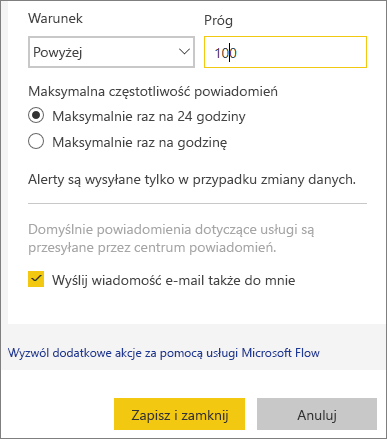 Warunek Próg
Powyżej 100
Maksymalna częstotliwość powiadomień
Maksymalnie raz na 24 godziny
Maksymalnie raz na godzinę
Alerty są wysyłane tylko w przypadku zmiany danych.
Domyślnie powiadomienia dotyczące usługi są
przesyłane przez centrum powiadomień.
Wyślij wiadomość e-mail także do mnie
Wyzwól dodatkowe akcje za pomocą usługi Microsoft Flow
Zapisz i zamknij Anuluj